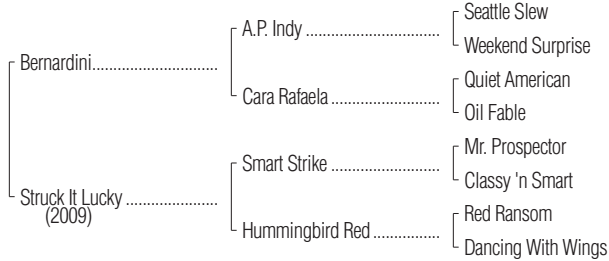 Seattle Slew
A.P. Indy ..............................
Weekend Surprise
Bernardini.............................
Quiet American
Cara Rafaela .........................
Oil Fable
Mr. Prospector
Smart Strike ..........................
Classy 'n Smart
Struck It Lucky .....................
(2009)
Red Ransom
Hummingbird Red ...............
Dancing With Wings